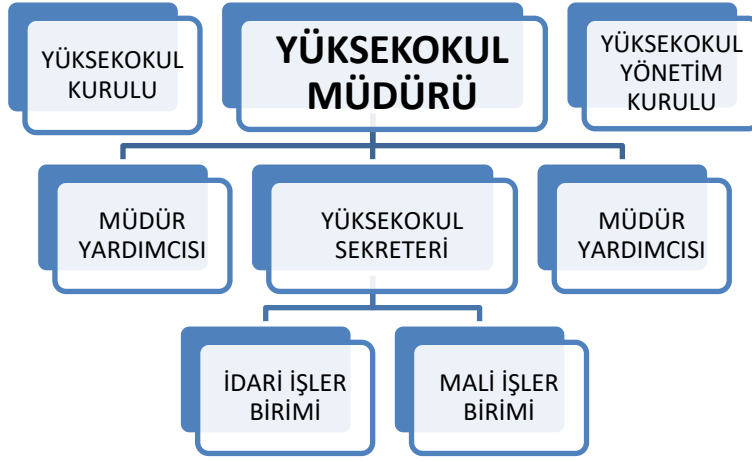 YÜKSEKOKUL
KURULU
YÜKSEKOKUL
MÜDÜRÜ
YÜKSEKOKUL
YÖNETİM
KURULU
MÜDÜR
YARDIMCISI
YÜKSEKOKUL
SEKRETERİ
MÜDÜR
YARDIMCISI
İDARİ İŞLER
BİRİMİ
MALİ İŞLER
BİRİMİ